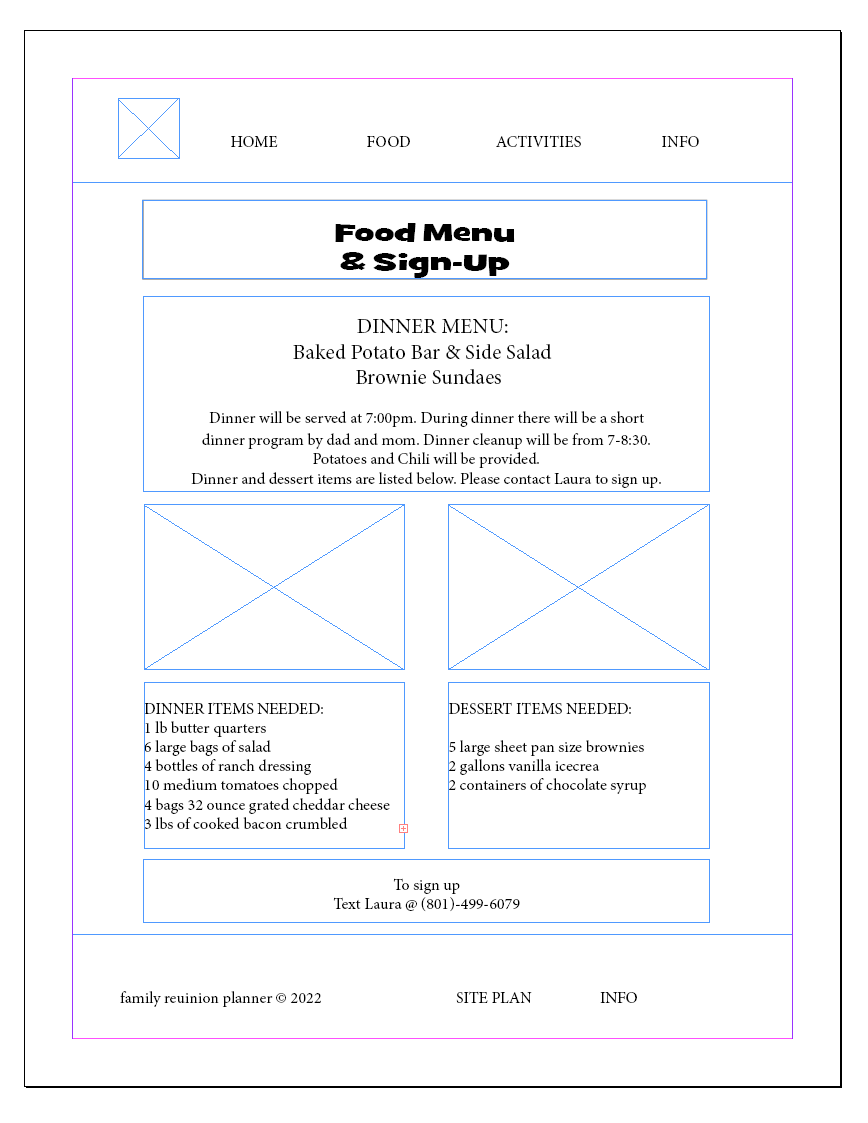 HOME FOOD ACTIVITIES INFO
Food Menu
& Sign-Up
DINNER MENU:
Baked Potato Bar & Side Salad
Brownie Sundaes
Dinner will be served at 7:00pm. During dinner there will be a short
dinner program by dad and mom. Dinner cleanup will be from 7-8:30.
Potatoes and Chili will be provided.
Dinner and dessert items are listed below. Please contact Laura to sign up.
DINNER ITEMS NEEDED:
1 lb butter quarters
6 large bags of salad
4 bottles of ranch dressing
10 medium tomatoes chopped
4 bags 32 ounce grated cheddar cheese
3 lbs of cooked bacon crumbled
DESSERT ITEMS NEEDED:
5 large sheet pan size brownies
2 gallons vanilla icecrea
2 containers of chocolate syrup
To sign up
Text Laura @ (801)-499-6079
family reuinion planner © 2022 SITE PLAN INFO